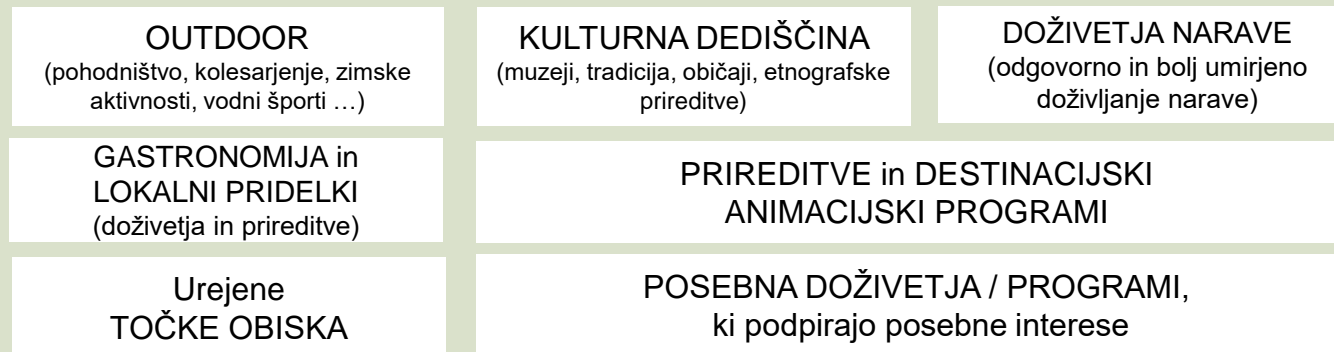 OUTDOOR
(pohodništvo, kolesarjenje, zimske
aktivnosti, vodni športi …)
KULTURNA DEDIŠČINA
(muzeji, tradicija, običaji, etnografske
prireditve)
DOŽIVETJA NARAVE
(odgovorno in bolj umirjeno
doživljanje narave)
GASTRONOMIJA in
LOKALNI PRIDELKI
(doživetja in prireditve)
PRIREDITVE in DESTINACIJSKI
ANIMACIJSKI PROGRAMI
Urejene
TOČKE OBISKA
POSEBNA DOŽIVETJA / PROGRAMI,
ki podpirajo posebne interese